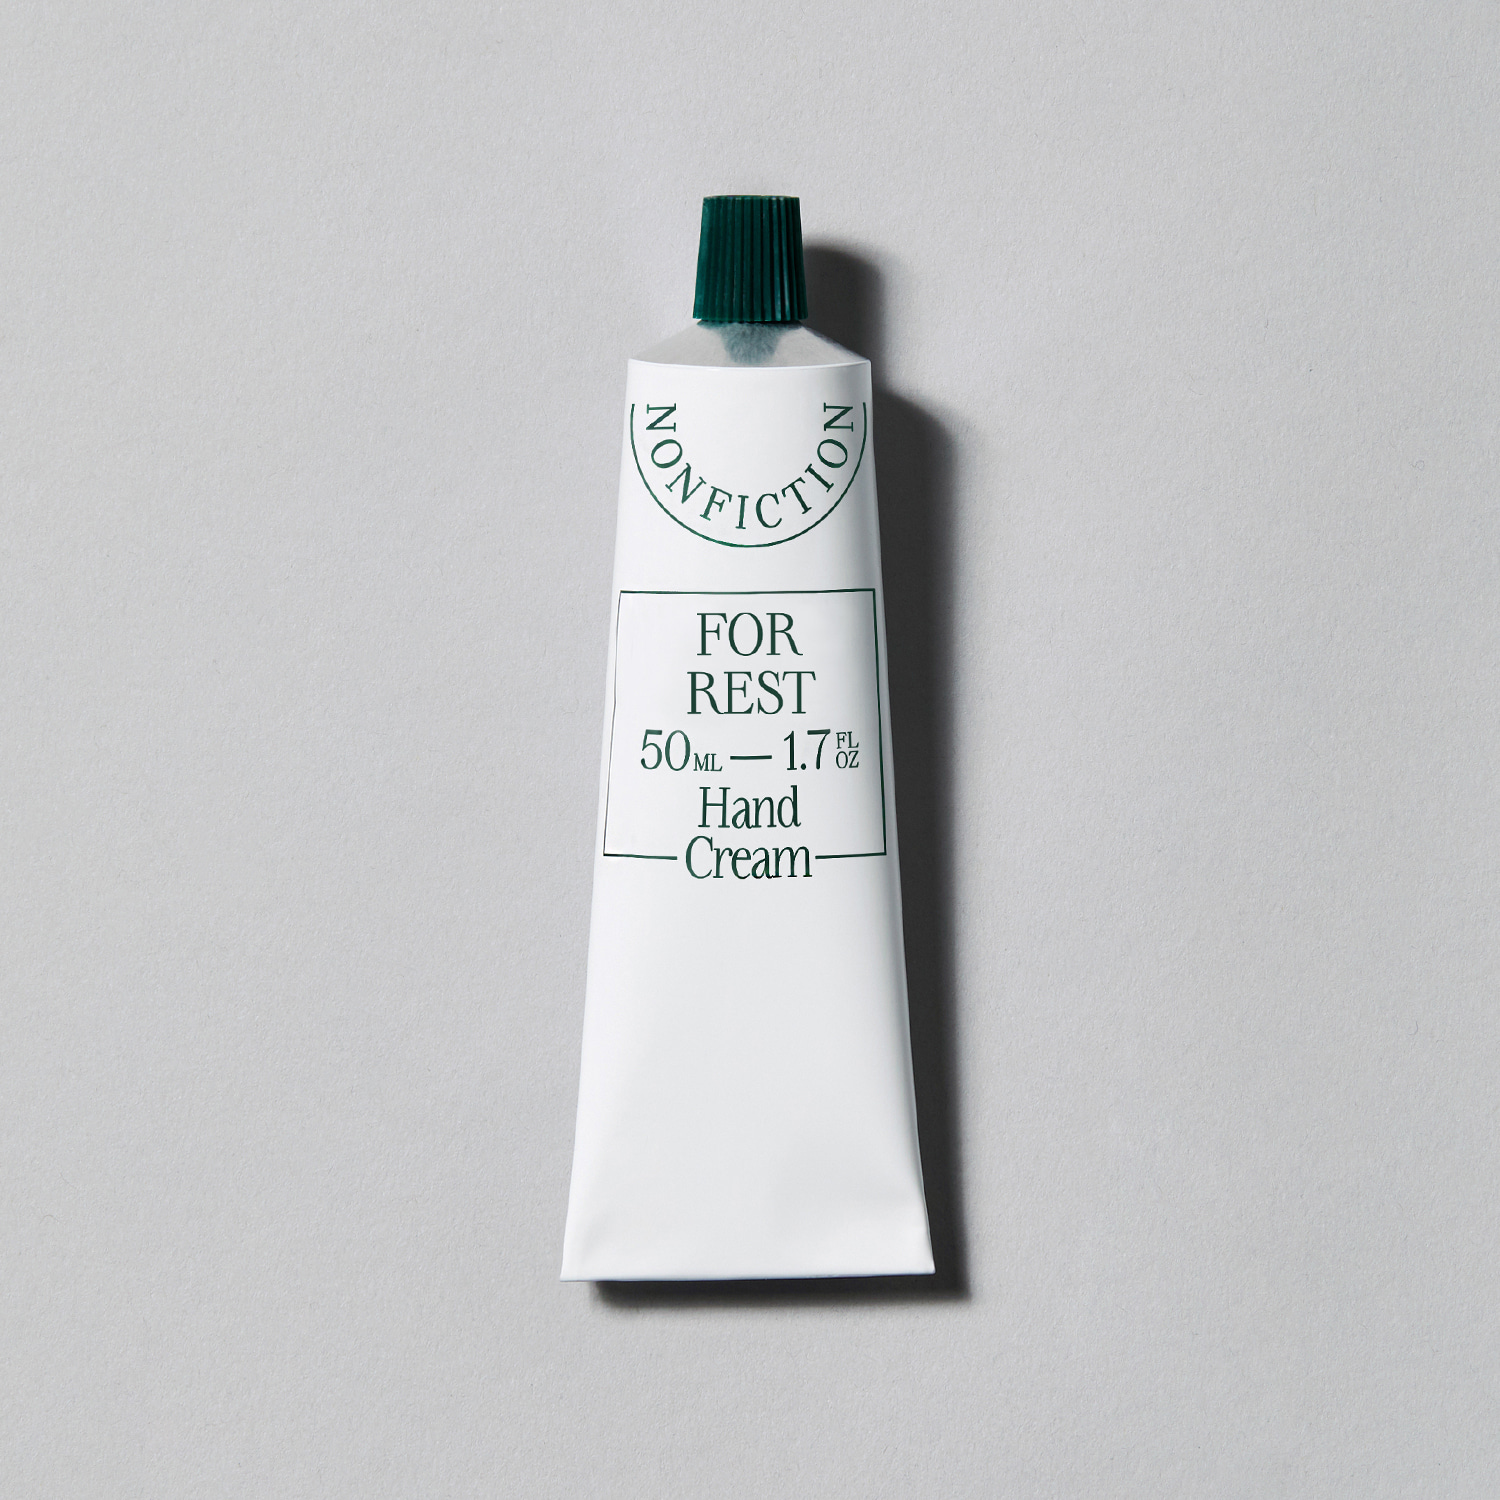 NONFICTION
FOR
REST
50ML — 1.7 FL OZ
Hand
Cream